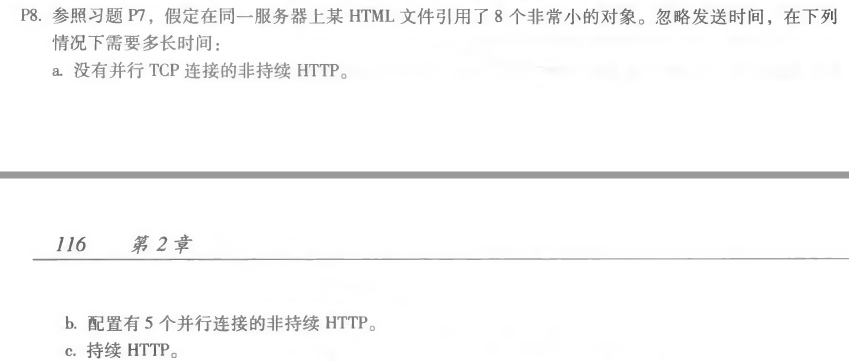 P8. 参照习题 P7，假定在同一服务器上某 HTML 文件引用了 8 个非常小的对象。忽略发送时间，在下列
情况下需要多长时间：
a. 没有并行 TCP 连接的非持续 HTTP。
116 第 2 章
b. 配置有 5 个并行连接的非持续 HTTP。
c. 持续 HTTP。